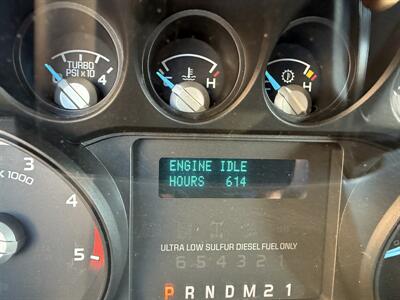 TURBO
PSI X 10
4
H
ENGINE IDLE
HOURS 614
3
X 1000
4
5
ULTRA LOW SULFUR DIESEL FUEL ONLY
6 5 4 3 2 1
P R N D M 2 1